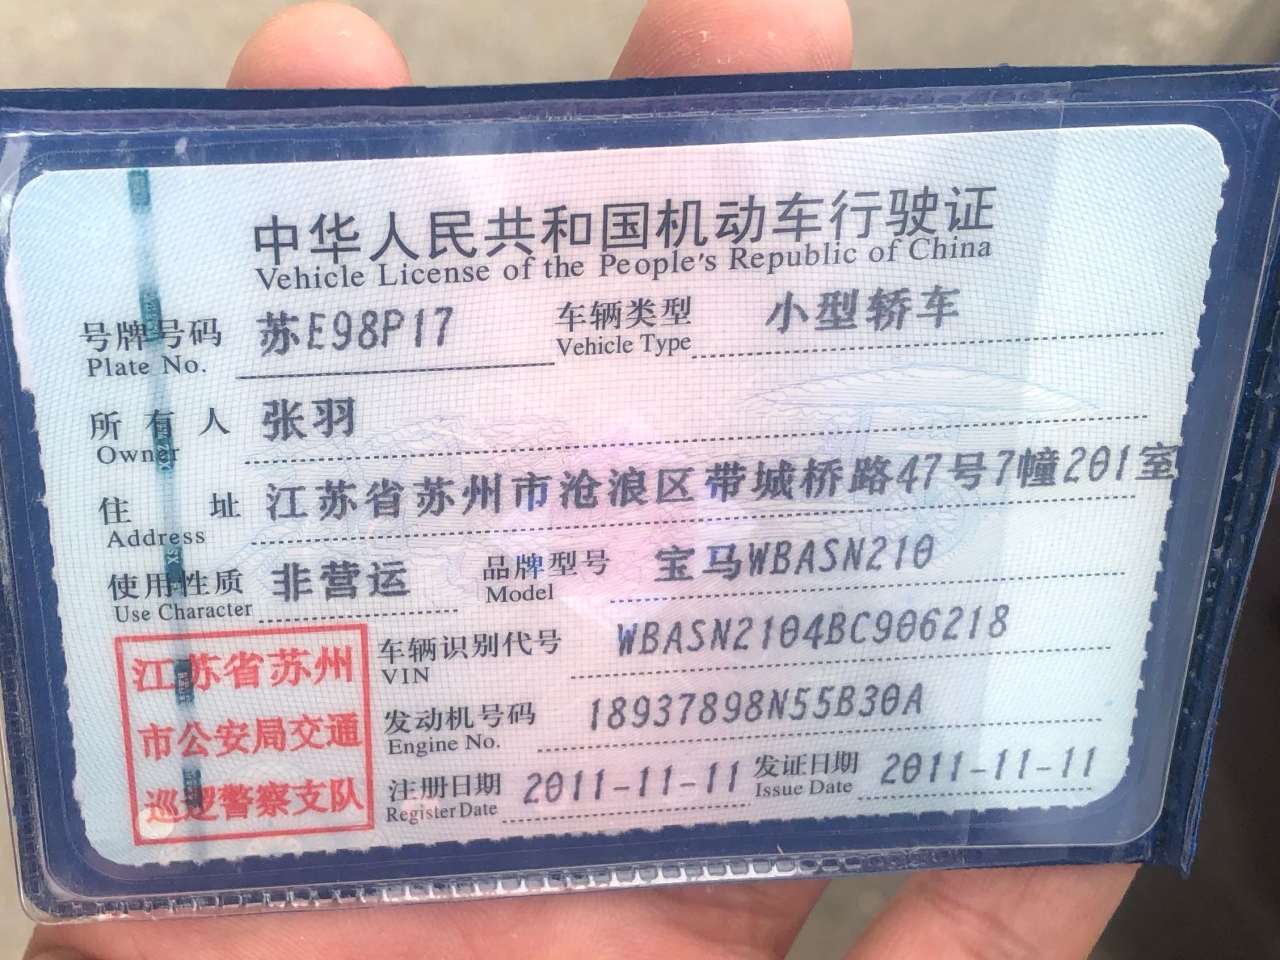 中华人民共和国机动车行驶证
Vehicle License of the People's Republic of China
号牌号码 苏E98P17 车辆类型 小型轿车
Plate No. Vehicle Type
所有人 张羽
Owner
住址 江苏省苏州市沧浪区带城桥路47号7幢201室
Address
使用性质 非营运 品牌型号 宝马WBASN210
Use Character Model
江苏省苏州
市公安局交通
巡逻警察支队
车辆识别代号 WBASN2104BC906218
VIN
发动机号码 18937898N55B30A
Engine No.
注册日期 2011-11-11 发证日期 2011-11-11
Register Date Issue Date